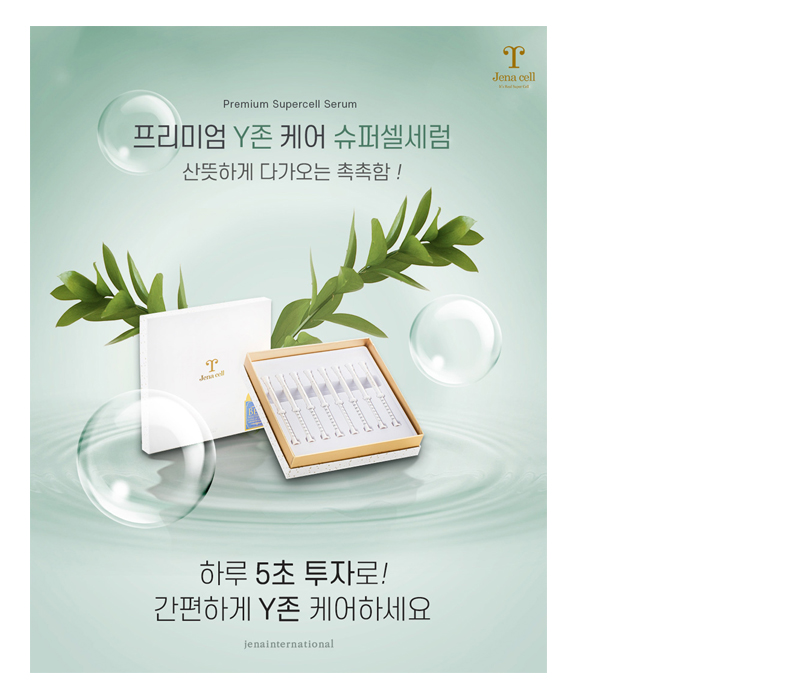 Jena cell
Premium Supercell Serum
프리미엄 Y존 케어 슈퍼셀세럼
산뜻하게 다가오는 촉촉함 !
Jena cell
하루 5초 투자로!
간편하게 Y존 케어하세요
jenainternational